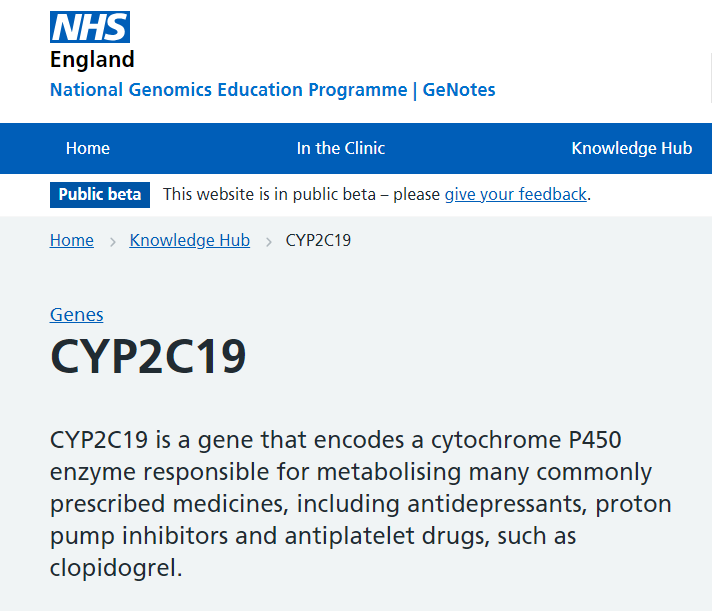 NHS
England
National Genomics Education Programme | GeNotes
Home In the Clinic Knowledge Hub
Public beta This website is in public beta – please give your feedback.
Home > Knowledge Hub > CYP2C19
Genes
CYP2C19
CYP2C19 is a gene that encodes a cytochrome P450
enzyme responsible for metabolising many commonly
prescribed medicines, including antidepressants, proton
pump inhibitors and antiplatelet drugs, such as
clopidogrel.